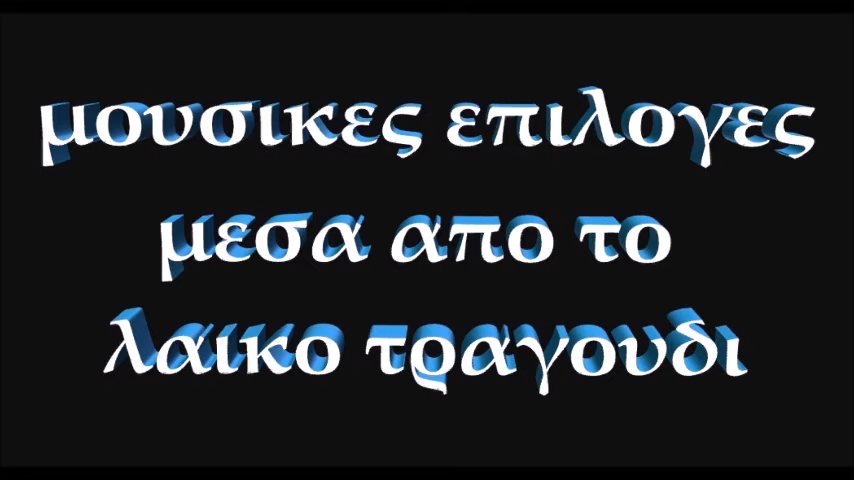 μουσικες επιλογες
μεσα απο το
λαικο τραγουδι